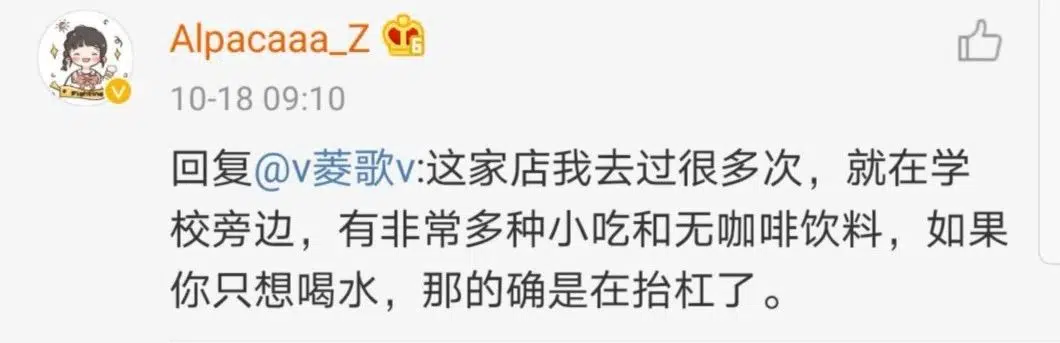 Alpacaaa_Z
10-18 09:10
回复@v菱歌v:这家店我去过很多次，就在学
校旁边，有非常多种小吃和无咖啡饮料，如果
你只想喝水，那的确是在抬杠了。